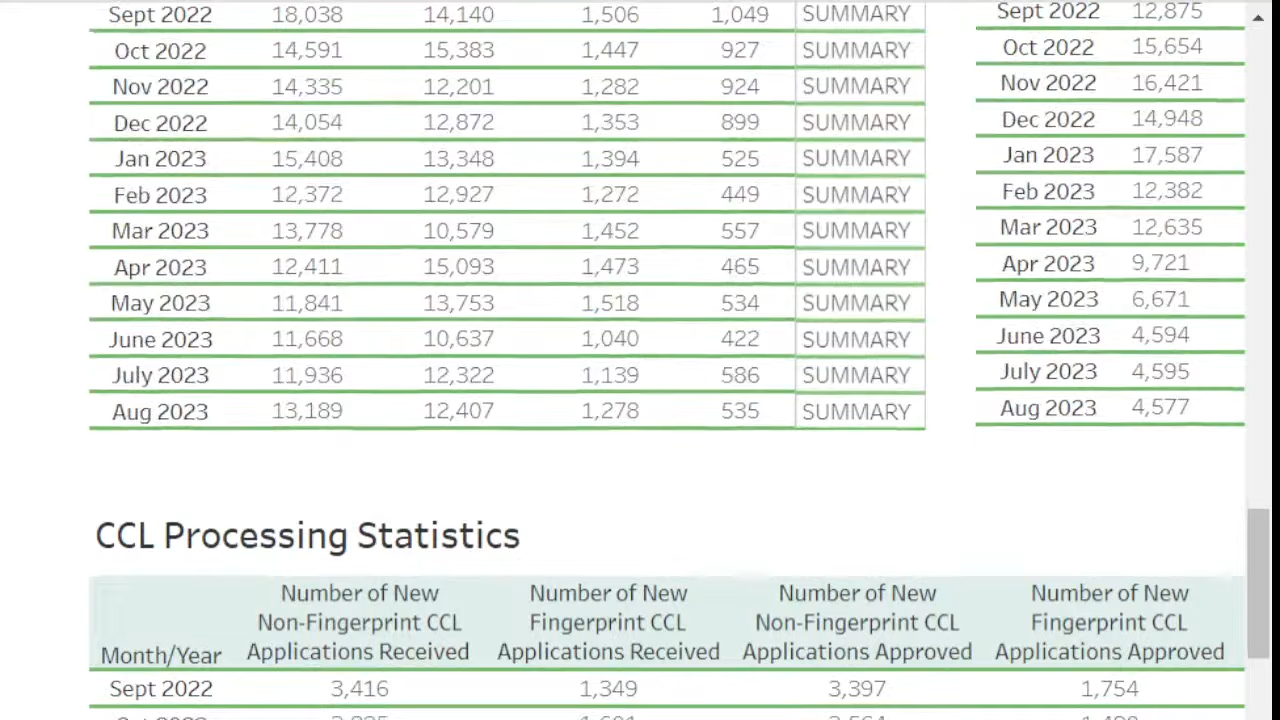 Sept 2022 18,038 14,140 1,506 1,049 SUMMARY
Oct 2022 14,591 15,383 1,447 927 SUMMARY
Nov 2022 14,335 12,201 1,282 924 SUMMARY
Dec 2022 14,054 12,872 1,353 899 SUMMARY
Jan 2023 15,408 13,348 1,394 525 SUMMARY
Feb 2023 12,372 12,927 1,272 449 SUMMARY
Mar 2023 13,778 10,579 1,452 557 SUMMARY
Apr 2023 12,411 15,093 1,473 465 SUMMARY
May 2023 11,841 13,753 1,518 534 SUMMARY
June 2023 11,668 10,637 1,040 422 SUMMARY
July 2023 11,936 12,322 1,139 586 SUMMARY
Aug 2023 13,189 12,407 1,278 535 SUMMARY
Sept 2022 12,875
Oct 2022 15,654
Nov 2022 16,421
Dec 2022 14,948
Jan 2023 17,587
Feb 2023 12,382
Mar 2023 12,635
Apr 2023 9,721
May 2023 6,671
June 2023 4,594
July 2023 4,595
Aug 2023 4,577
CCL Processing Statistics
Month/Year
Number of New
Non-Fingerprint CCL
Applications Received
Number of New
Fingerprint CCL
Applications Received
Number of New
Non-Fingerprint CCL
Applications Approved
Number of New
Fingerprint CCL
Applications Approved
Sept 2022 3,416 1,349 3,397 1,754